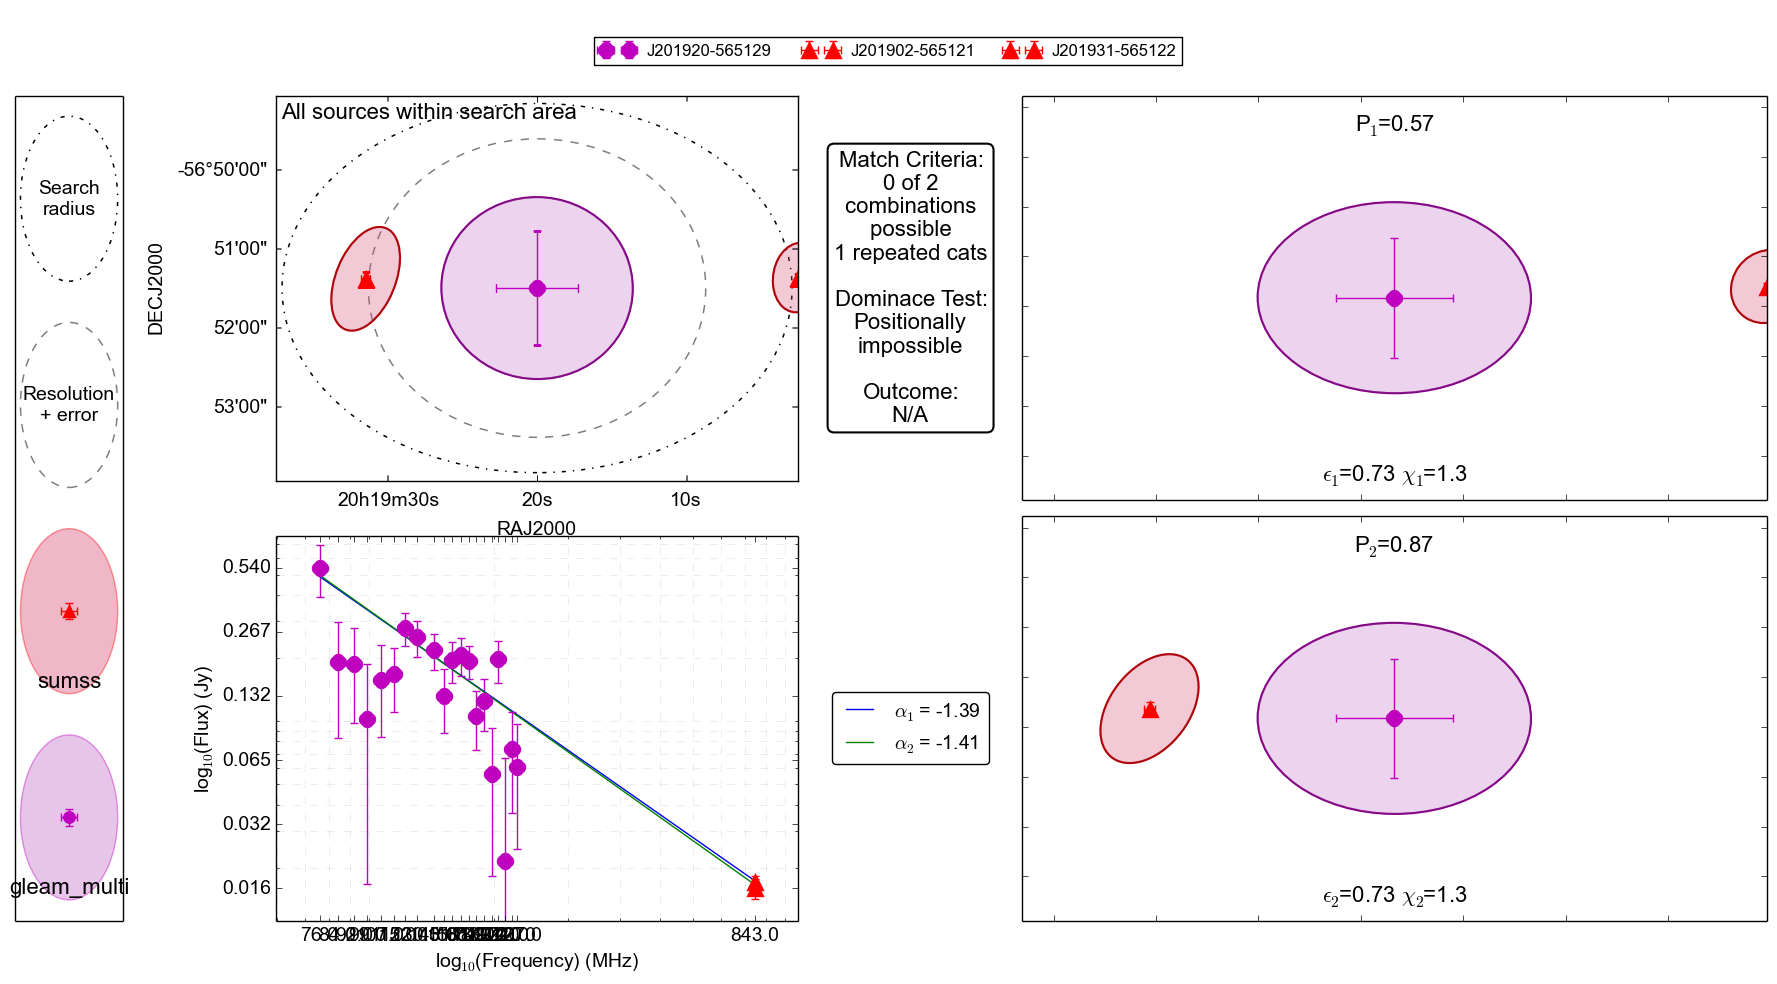 J201920-565129
J201902-565121
J201931-565122
Search
radius
Resolution
+ error
sumss
gleam_multi
All sources within search area
DECJ2000
-56°50'00"
51'00"
52'00"
53'00"
20h19m30s
20s
10s
RAJ2000
Match Criteria:
0 of 2
combinations
possible
1 repeated cats
Dominace Test:
Positionally
impossible
Outcome:
N/A
P1=0.57
ϵ1=0.73 χ1=1.3
P2=0.87
ϵ2=0.73 χ2=1.3
log10(Flux) (Jy)
0.540
0.267
0.132
0.065
0.032
0.016
843.0
log10(Frequency) (MHz)
α1 = -1.39
α2 = -1.41